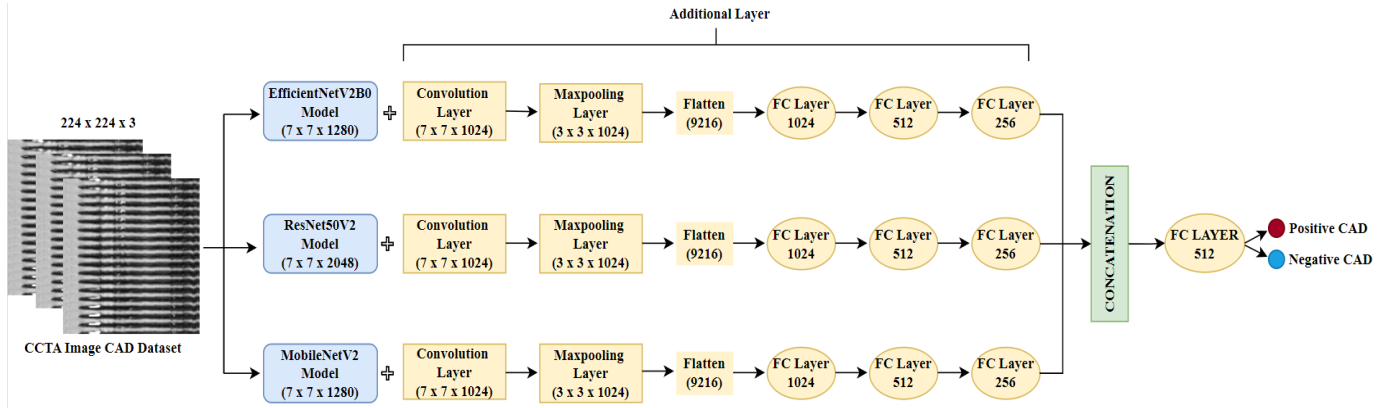 Additional Layer
224 x 224 x 3
CCTA Image CAD Dataset
EfficientNetV2B0
Model
(7 x 7 x 1280)
Convolution
Layer
(7 x 7 x 1024)
Maxpooling
Layer
(3 x 3 x 1024)
Flatten
(9216)
FC Layer
1024
FC Layer
512
FC Layer
256
ResNet50V2
Model
(7 x 7 x 2048)
Convolution
Layer
(7 x 7 x 1024)
Maxpooling
Layer
(3 x 3 x 1024)
Flatten
(9216)
FC Layer
1024
FC Layer
512
FC Layer
256
MobileNetV2
Model
(7 x 7 x 1280)
Convolution
Layer
(7 x 7 x 1024)
Maxpooling
Layer
(3 x 3 x 1024)
Flatten
(9216)
FC Layer
1024
FC Layer
512
FC Layer
256
CONCATENATION
FC LAYER
512
Positive CAD
Negative CAD